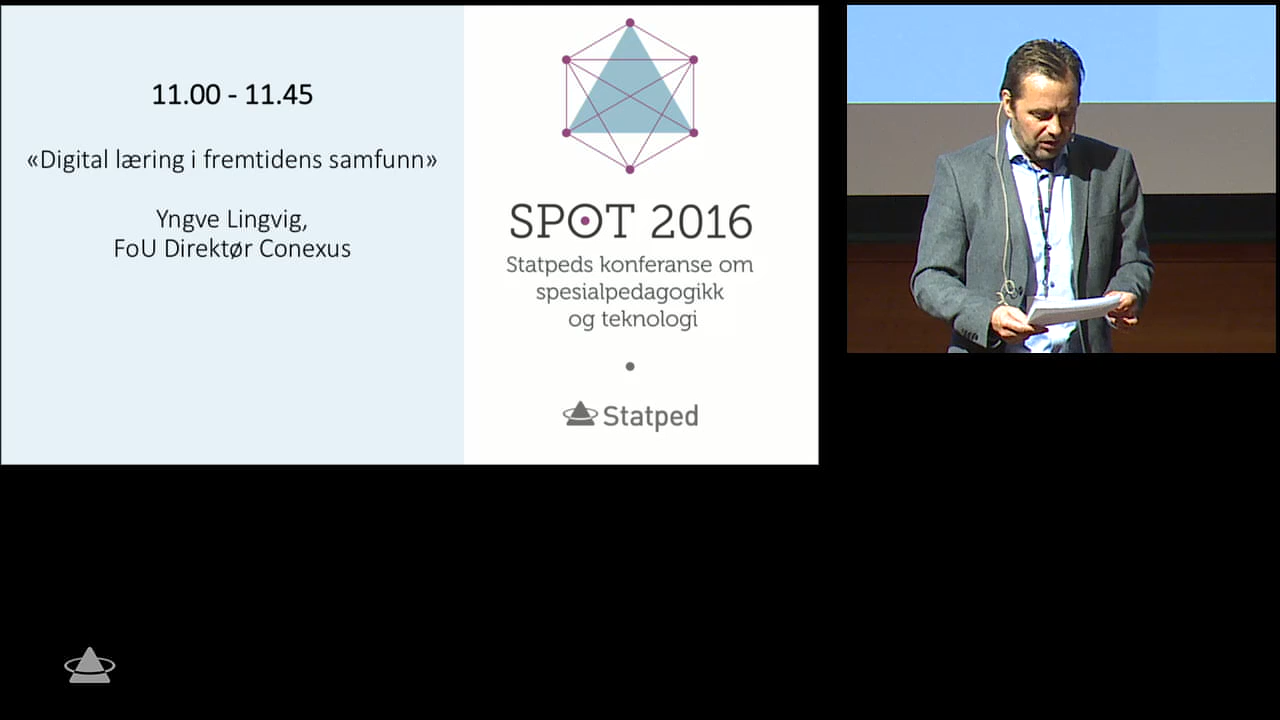 11.00 - 11.45
«Digital læring i fremtidens samfunn»
Yngve Lingvig,
FoU Direktør Conexus
SPOT 2016
Statpeds konferanse om
spesialpedagogikk
og teknologi
Statped